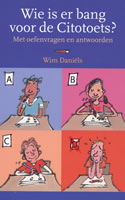 Wie is er bang
voor de Citotoets?
Met oefenvragen en antwoorden
Wim Daniëls
A
B
C